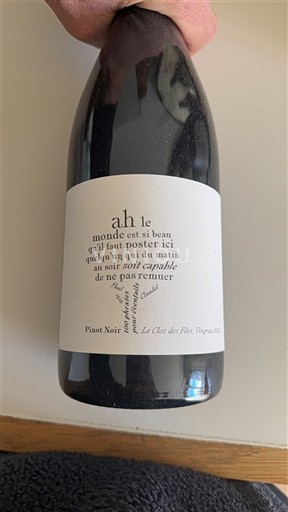 ah le
monde est si beau
qu'il faut poster ici
quelqu'un qui du matin
au soir soit capable
de ne pas remuer
Paul Claudel
100 phrases
pour éventails
Pinot Noir Le Clos des Fées, Vingrau